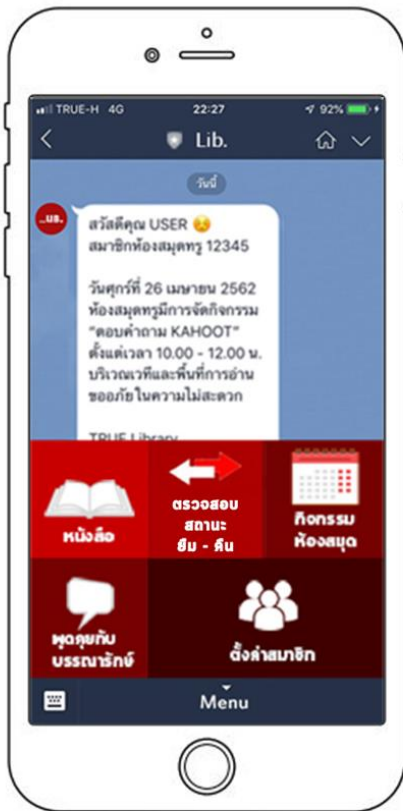 TRUE-H 4G 22:27 92%
Lib.
วันนี้
...นธ.
สวัสดีคุณ USER
สมาชิกห้องสมุดทรู 12345
วันศุกร์ที่ 26 เมษายน 2562
ห้องสมุดทรูมีการจัดกิจกรรม
"ตอบคำถาม KAHOOT"
ตั้งแต่เวลา 10.00 - 12.00 น.
บริเวณเวทีและพื้นที่การอ่าน
ขออภัยในความไม่สะดวก
TRUE Library
หนังสือ
ตรวจสอบ
สถานะ
ยืม - คืน
กิจกรรม
ห้องสมุด
พูดคุยกับ
บรรณารักษ์
ตั้งค่าสมาชิก
Menu